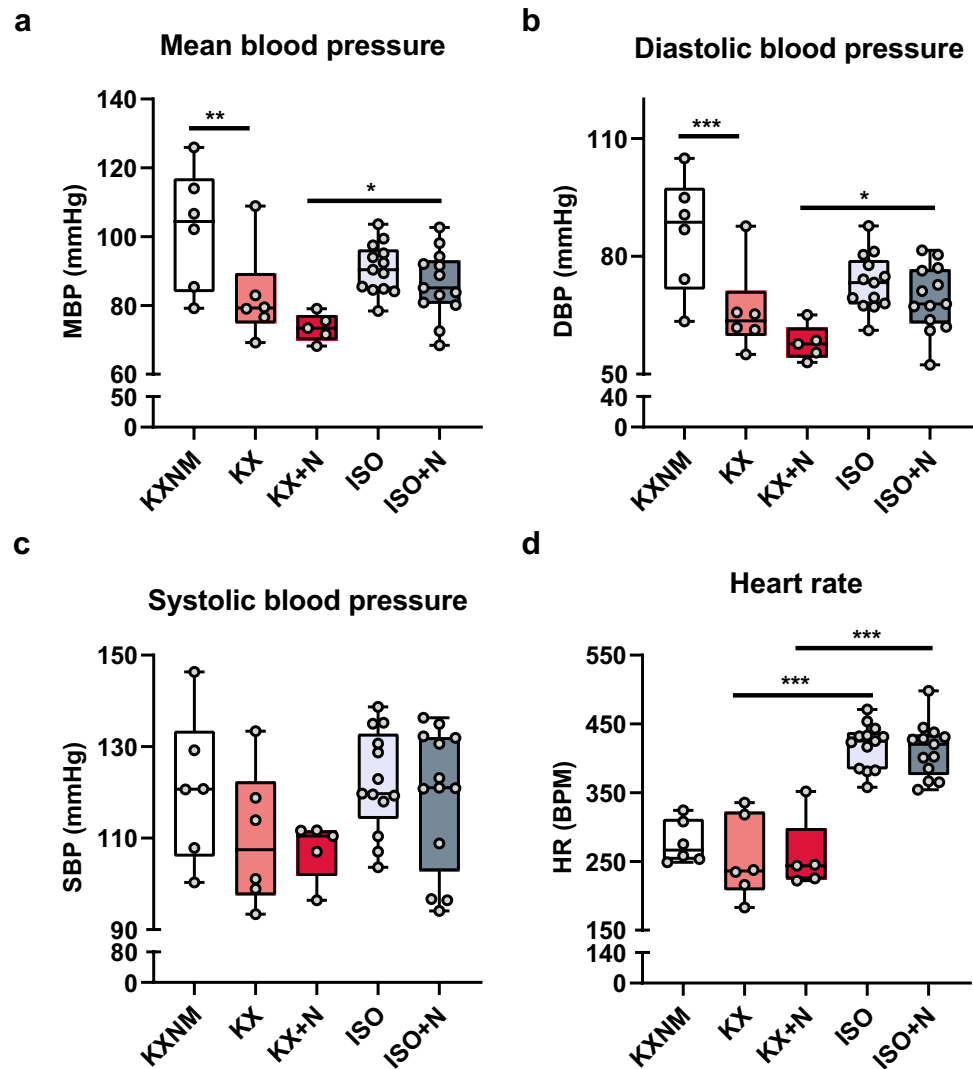 a
Mean blood pressure
MBP (mmHg)
140
120
100
80
60
50
0
**
*
KXNM
KX
KX+N
ISO
ISO+N
b
Diastolic blood pressure
DBP (mmHg)
110
80
50
40
0
***
*
KXNM
KX
KX+N
ISO
ISO+N
c
Systolic blood pressure
SBP (mmHg)
150
130
110
90
80
0
KXNM
KX
KX+N
ISO
ISO+N
d
Heart rate
HR (BPM)
550
450
350
250
150
140
0
***
***
KXNM
KX
KX+N
ISO
ISO+N